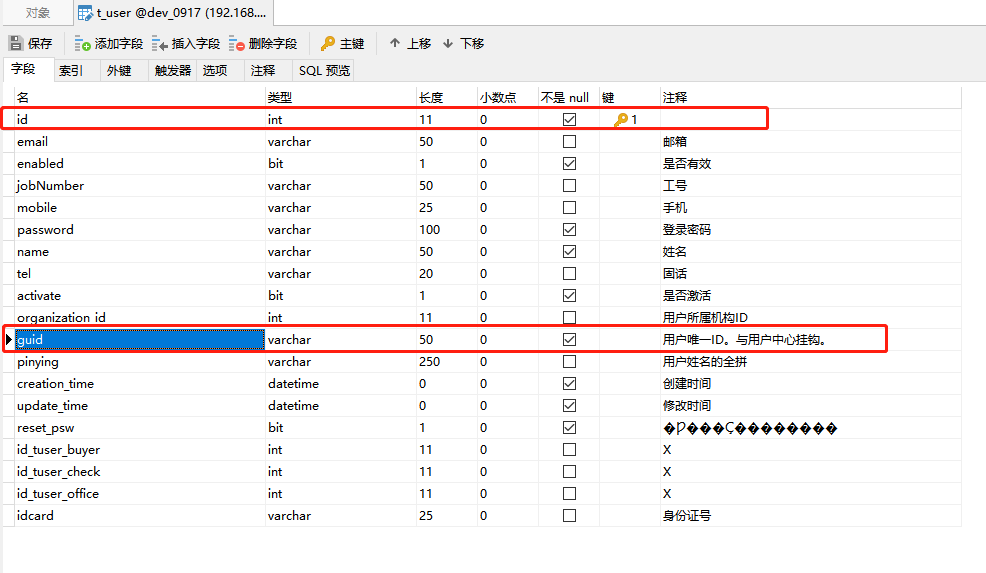 对象 t_user @dev_0917 (192.168....
保存 添加字段 插入字段 删除字段 主键 上移 下移
字段 索引 外键 触发器 选项 注释 SQL 预览
名 类型 长度 小数点 不是 null 键 注释
id int 11 0 1
email varchar 50 0 邮箱
enabled bit 1 0 是否有效
jobNumber varchar 50 0 工号
mobile varchar 25 0 手机
password varchar 100 0 登录密码
name varchar 50 0 姓名
tel varchar 20 0 固话
activate bit 1 0 是否激活
organization_id int 11 0 用户所属机构ID
guid varchar 50 0 用户唯一ID。与用户中心挂钩。
pinying varchar 250 0 用户姓名的全拼
creation_time datetime 0 0 创建时间
update_time datetime 0 0 修改时间
reset_psw bit 1 0
id_tuser_buyer int 11 0 X
id_tuser_check int 11 0 X
id_tuser_office int 11 0 X
idcard varchar 25 0 身份证号